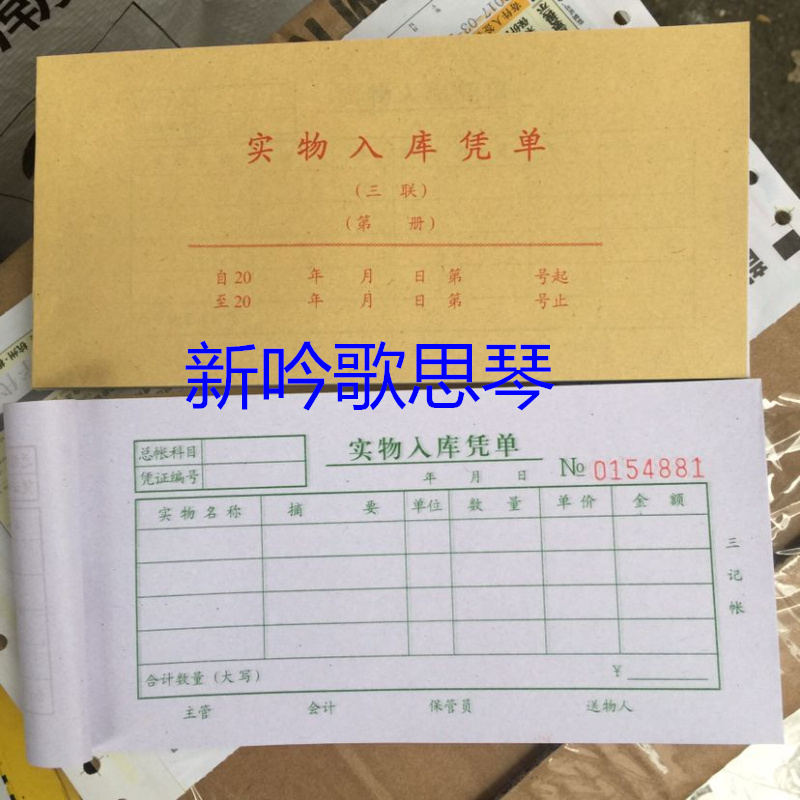 2017-03
实物入库凭单
(三 联)
(第 册)
自20 年 月 日 第 号起
至20 年 月 日 第 号止
新吟歌思琴
总帐科目
凭证编号
实物入库凭单
年 月 日
№ 0154881
实物名称 摘 要 单位 数 量 单价 金 额
合计数量(大写) ¥
三记帐
主管 会计 保管员 送物人